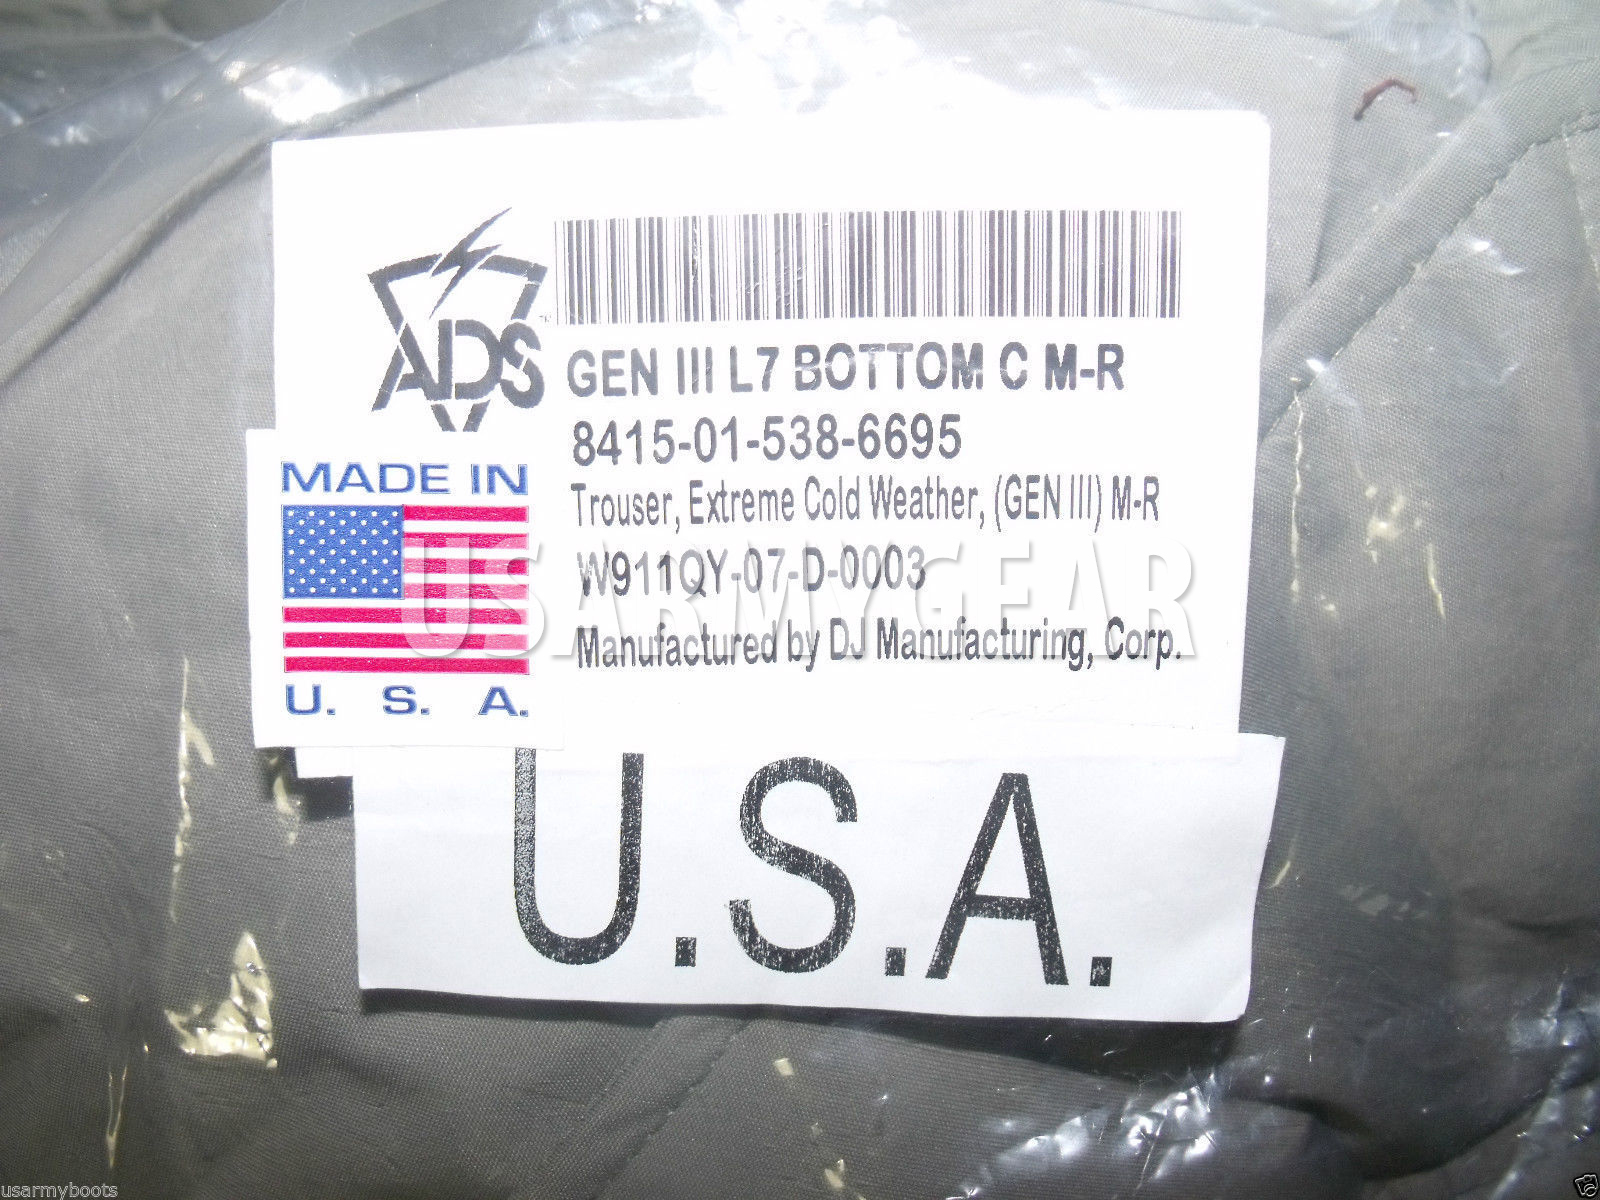 ADS
GEN III L7 BOTTOM C M-R
8415-01-538-6695
Trouser, Extreme Cold Weather, (GEN III) M-R
W911QY-07-D-0003
Manufactured by DJ Manufacturing, Corp.
MADE IN
U. S. A.
USARMYGEAR
U.S.A.
usarmyboots